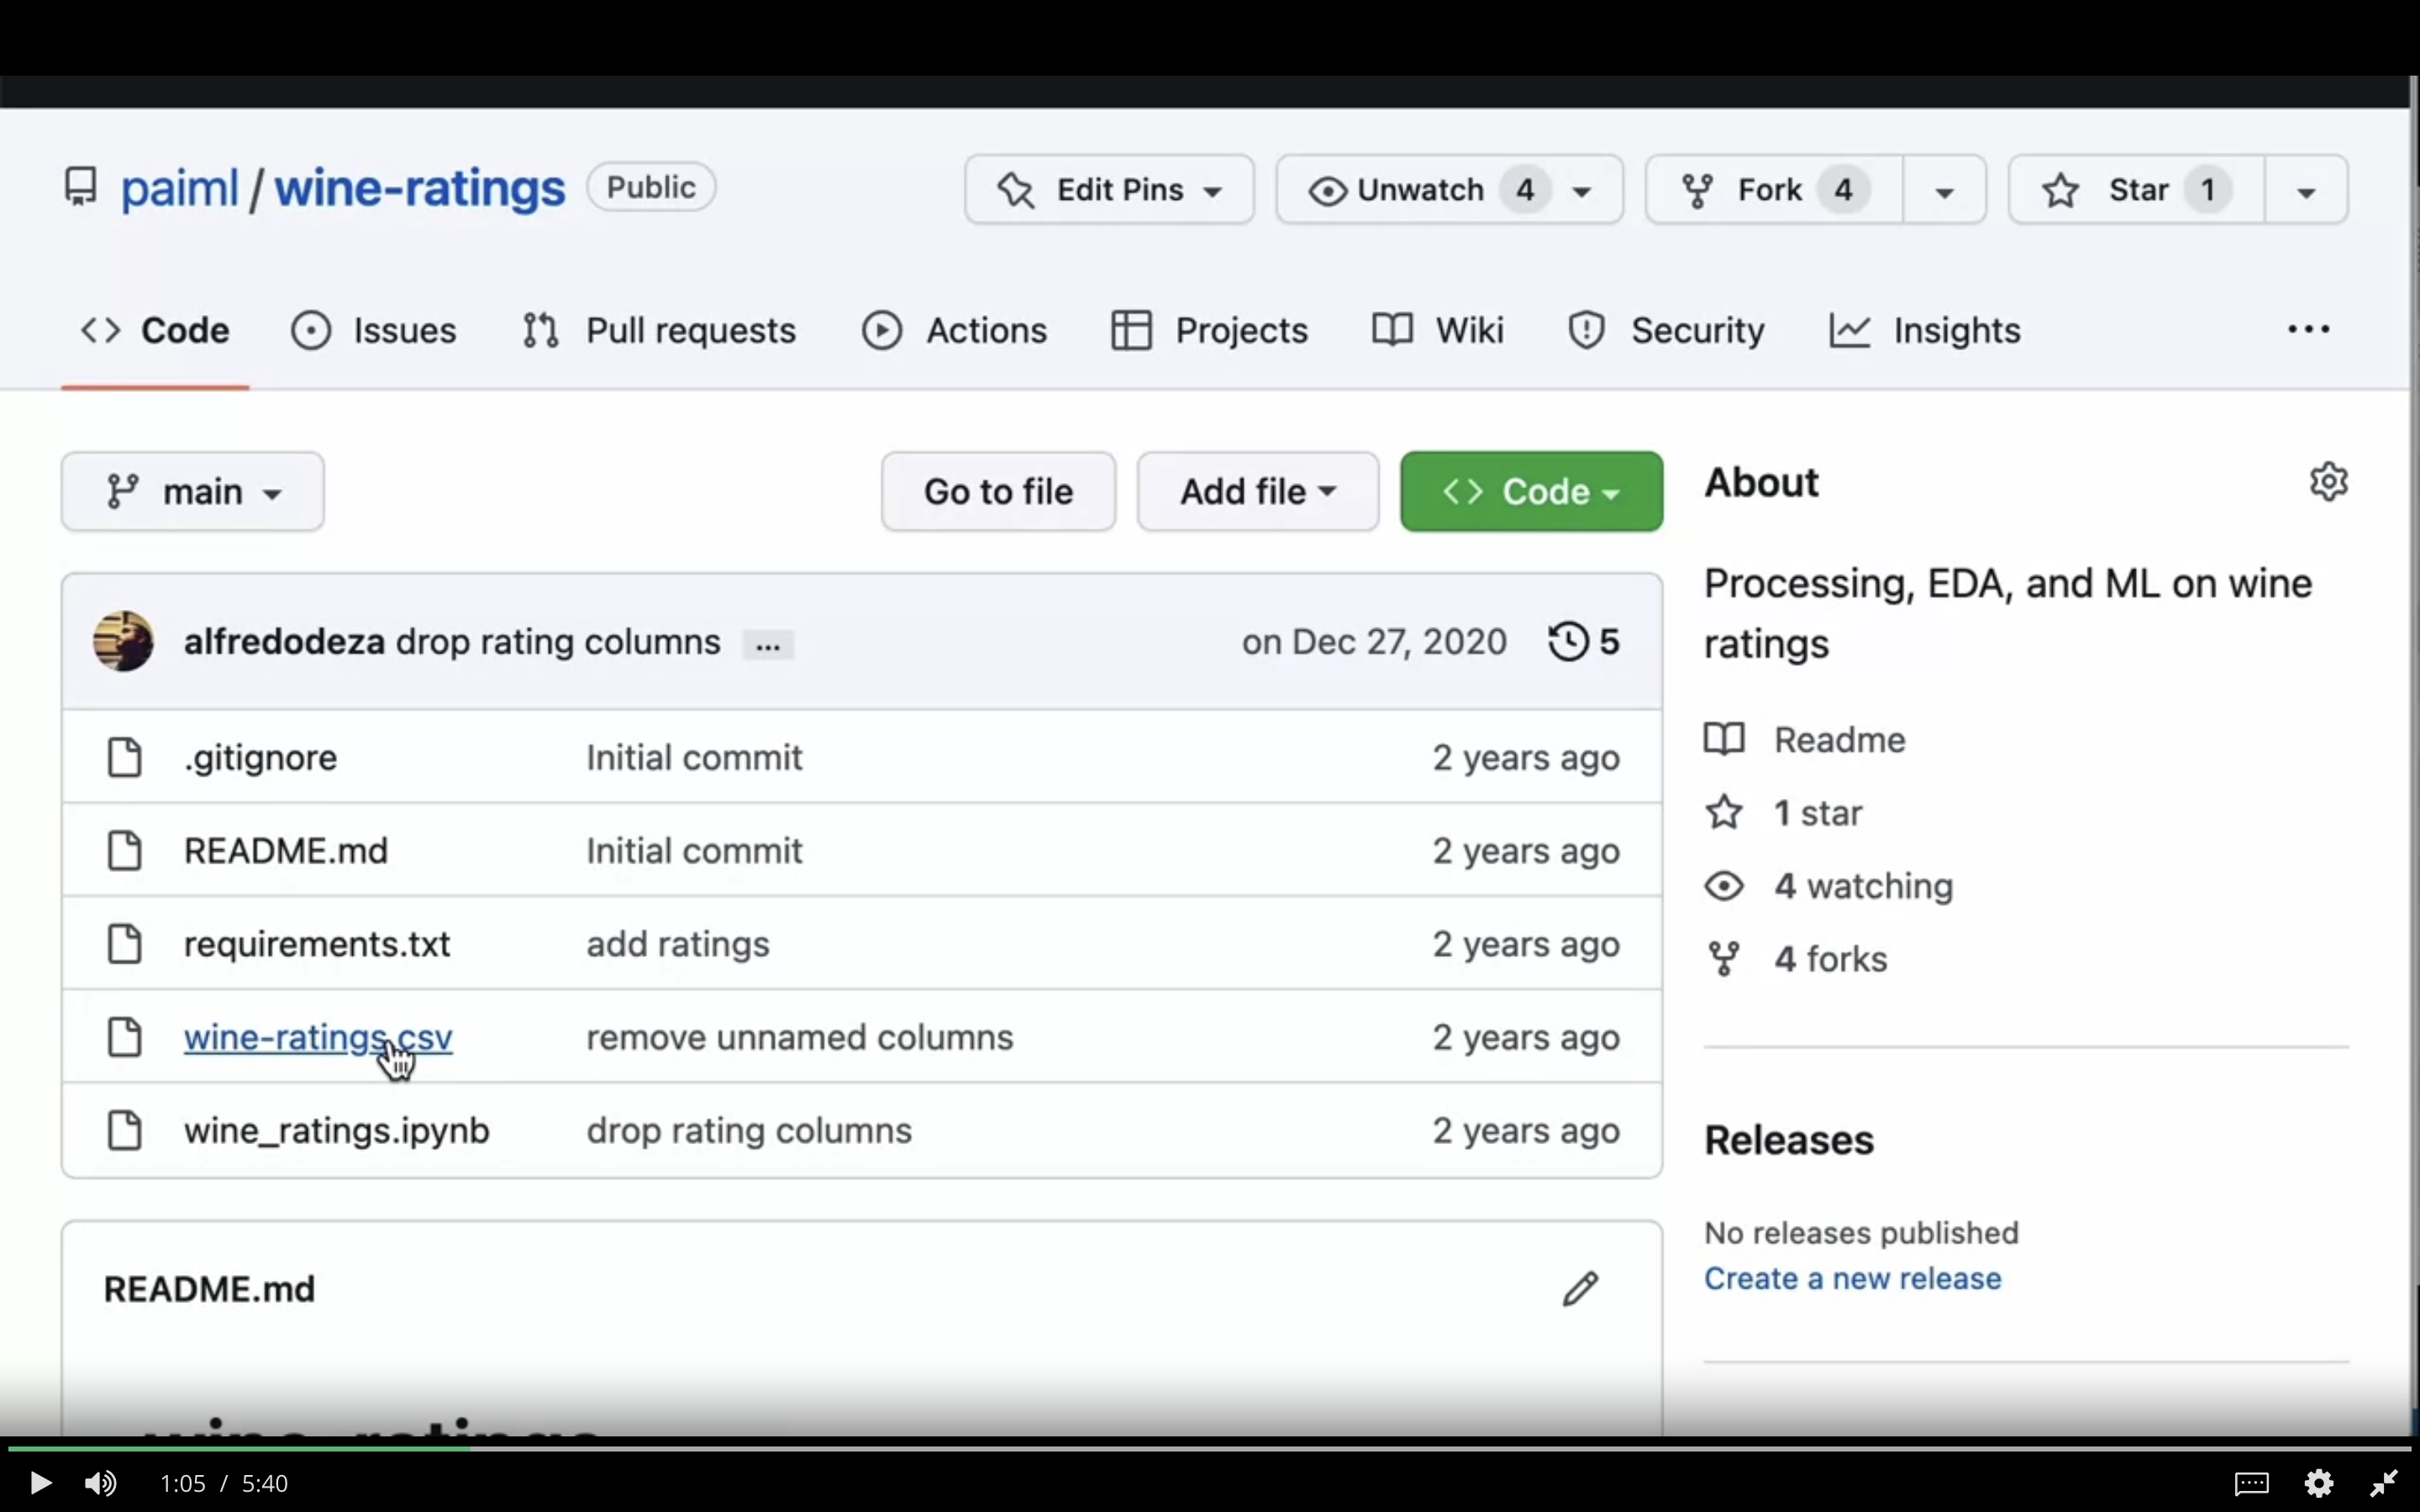 paiml / wine-ratings Public Edit Pins Unwatch 4 Fork 4 Star 1
Code Issues Pull requests Actions Projects Wiki Security Insights ...
main Go to file Add file Code
alfredodeza drop rating columns ... on Dec 27, 2020 5
.gitignore Initial commit 2 years ago
README.md Initial commit 2 years ago
requirements.txt add ratings 2 years ago
wine-ratings.csv remove unnamed columns 2 years ago
wine_ratings.ipynb drop rating columns 2 years ago
README.md
wine-ratings
About
Processing, EDA, and ML on wine
ratings
Readme
1 star
4 watching
4 forks
Releases
No releases published
Create a new release
1:05 / 5:40